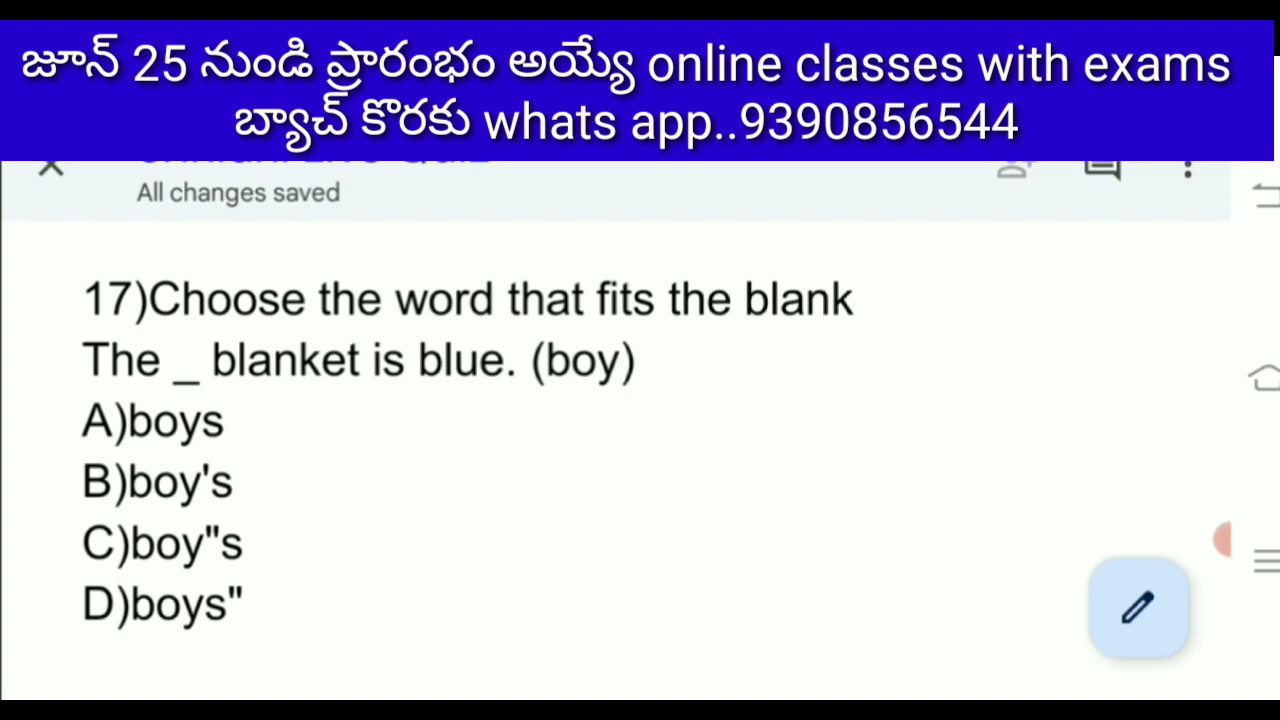 జూన్ 25 నుండి ప్రారంభం అయ్యే online classes with exams
బ్యాచ్ కొరకు whats app..9390856544
All changes saved
17)Choose the word that fits the blank
The _ blanket is blue. (boy)
A)boys
B)boy's
C)boy"s
D)boys"